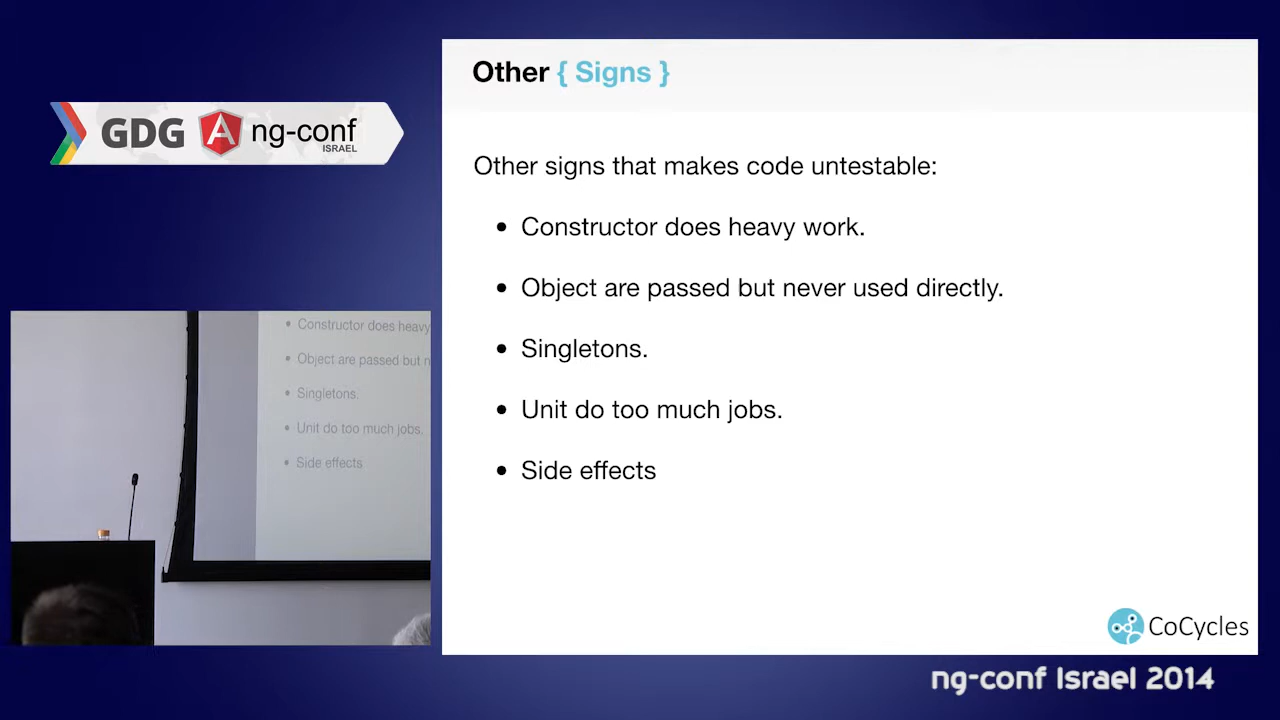 GDG A ng-conf
ISRAEL
Other { Signs }
Other signs that makes code untestable:
• Constructor does heavy work.
• Object are passed but never used directly.
• Singletons.
• Unit do too much jobs.
• Side effects
• Constructor does heavy
• Object are passed but n
• Singletons.
• Unit do too much jobs.
• Side effects
CoCycles
ng-conf Israel 2014